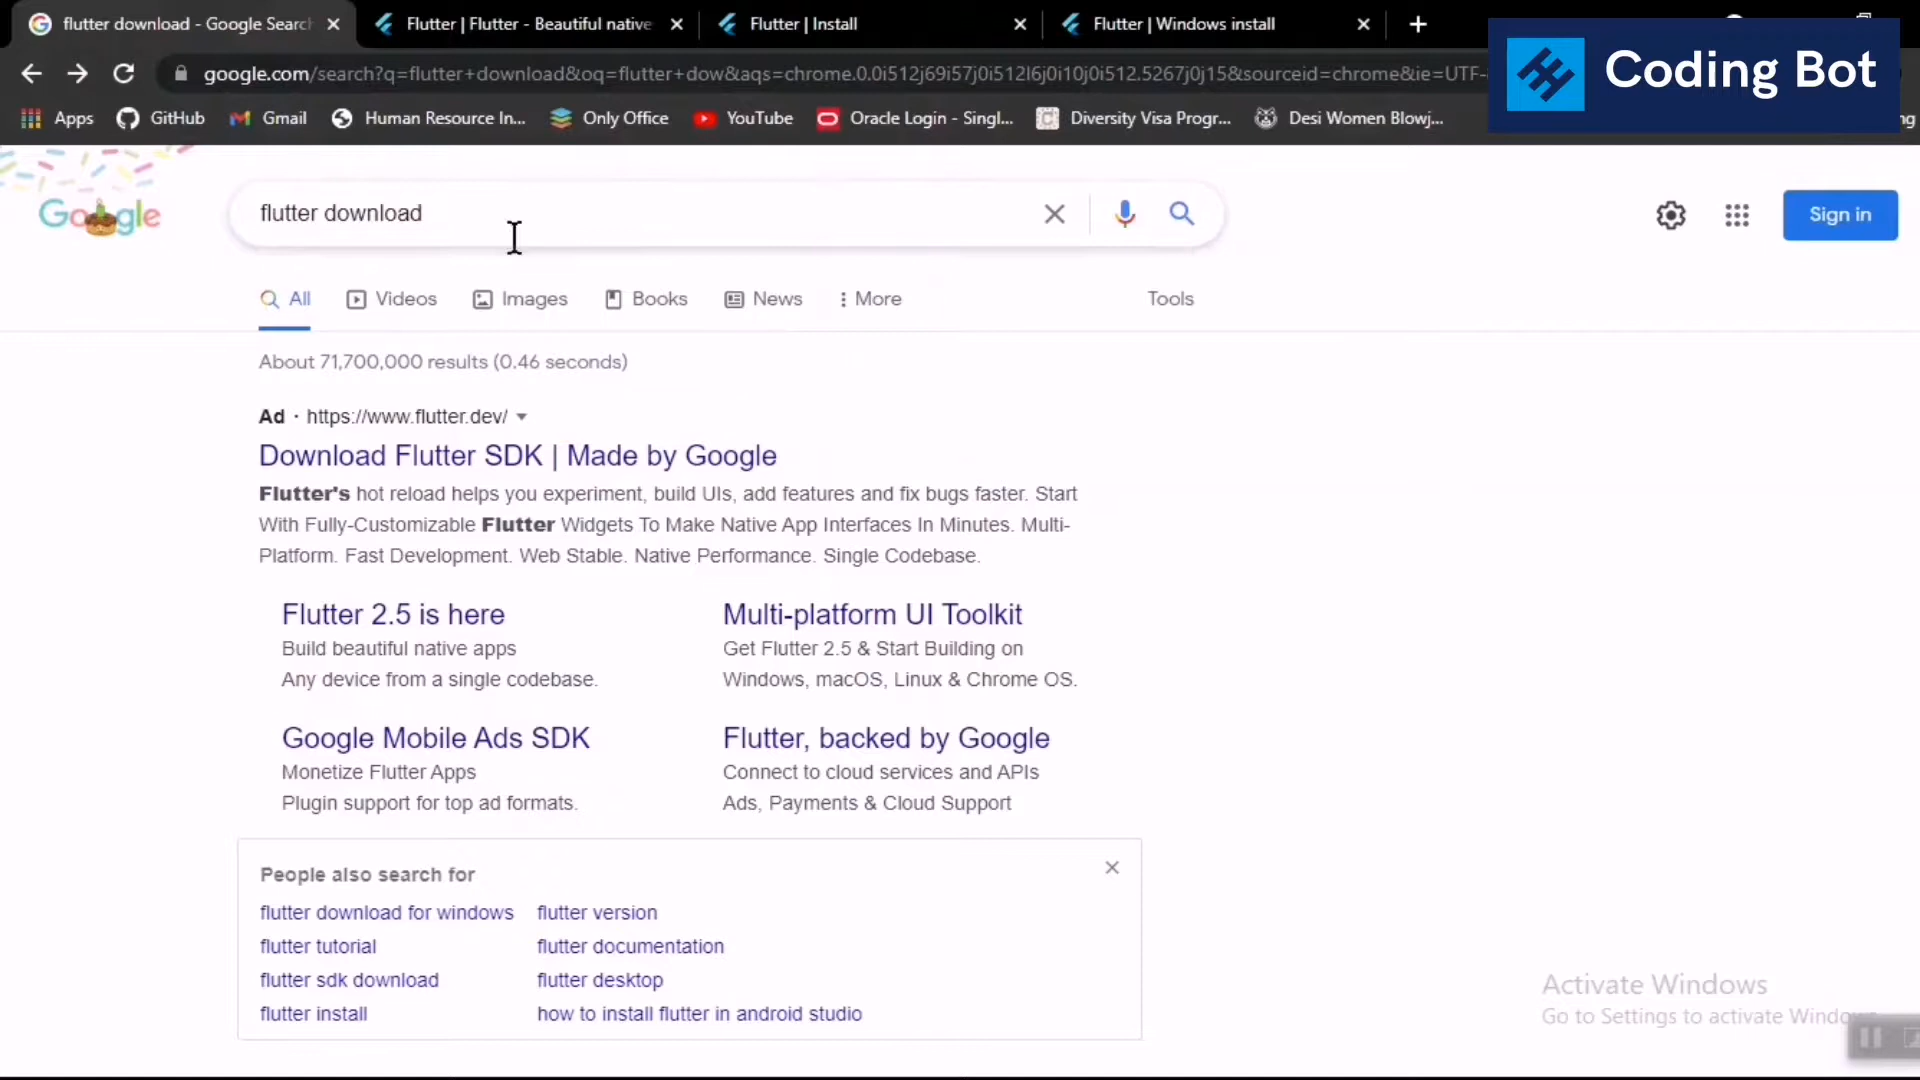 flutter download - Google Search
Flutter | Flutter - Beautiful native
Flutter | Install
Flutter | Windows install
google.com/search?q=flutter+download&oq=flutter+dow&aqs=chrome.0.0i512j69i57j0i512l6j0i10j0i512.5267j0j15&sourceid=chrome&ie=UTF-
Coding Bot
Apps
GitHub
Gmail
Human Resource In...
Only Office
YouTube
Oracle Login - Singl...
Diversity Visa Progr...
Desi Women Blowj...
Google
flutter download
Sign in
All
Videos
Images
Books
News
More
Tools
About 71,700,000 results (0.46 seconds)
Ad · https://www.flutter.dev/
Download Flutter SDK | Made by Google
Flutter's hot reload helps you experiment, build UIs, add features and fix bugs faster. Start
With Fully-Customizable Flutter Widgets To Make Native App Interfaces In Minutes. Multi-
Platform. Fast Development. Web Stable. Native Performance. Single Codebase.
Flutter 2.5 is here
Build beautiful native apps
Any device from a single codebase.
Multi-platform UI Toolkit
Get Flutter 2.5 & Start Building on
Windows, macOS, Linux & Chrome OS.
Google Mobile Ads SDK
Monetize Flutter Apps
Plugin support for top ad formats.
Flutter, backed by Google
Connect to cloud services and APIs
Ads, Payments & Cloud Support
People also search for
flutter download for windows
flutter version
flutter tutorial
flutter documentation
flutter sdk download
flutter desktop
flutter install
how to install flutter in android studio
Activate Windows
Go to Settings to activate Windo